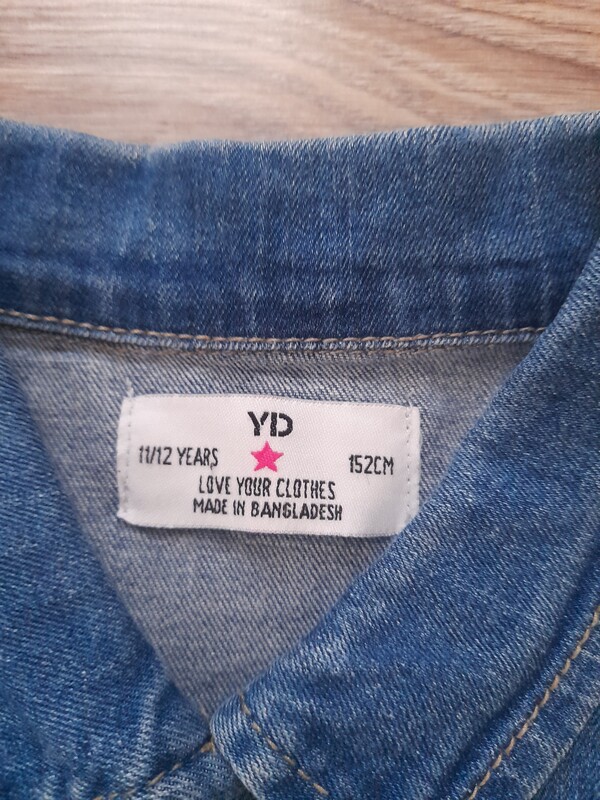 YD
11/12 YEARS 152CM
LOVE YOUR CLOTHES
MADE IN BANGLADESH